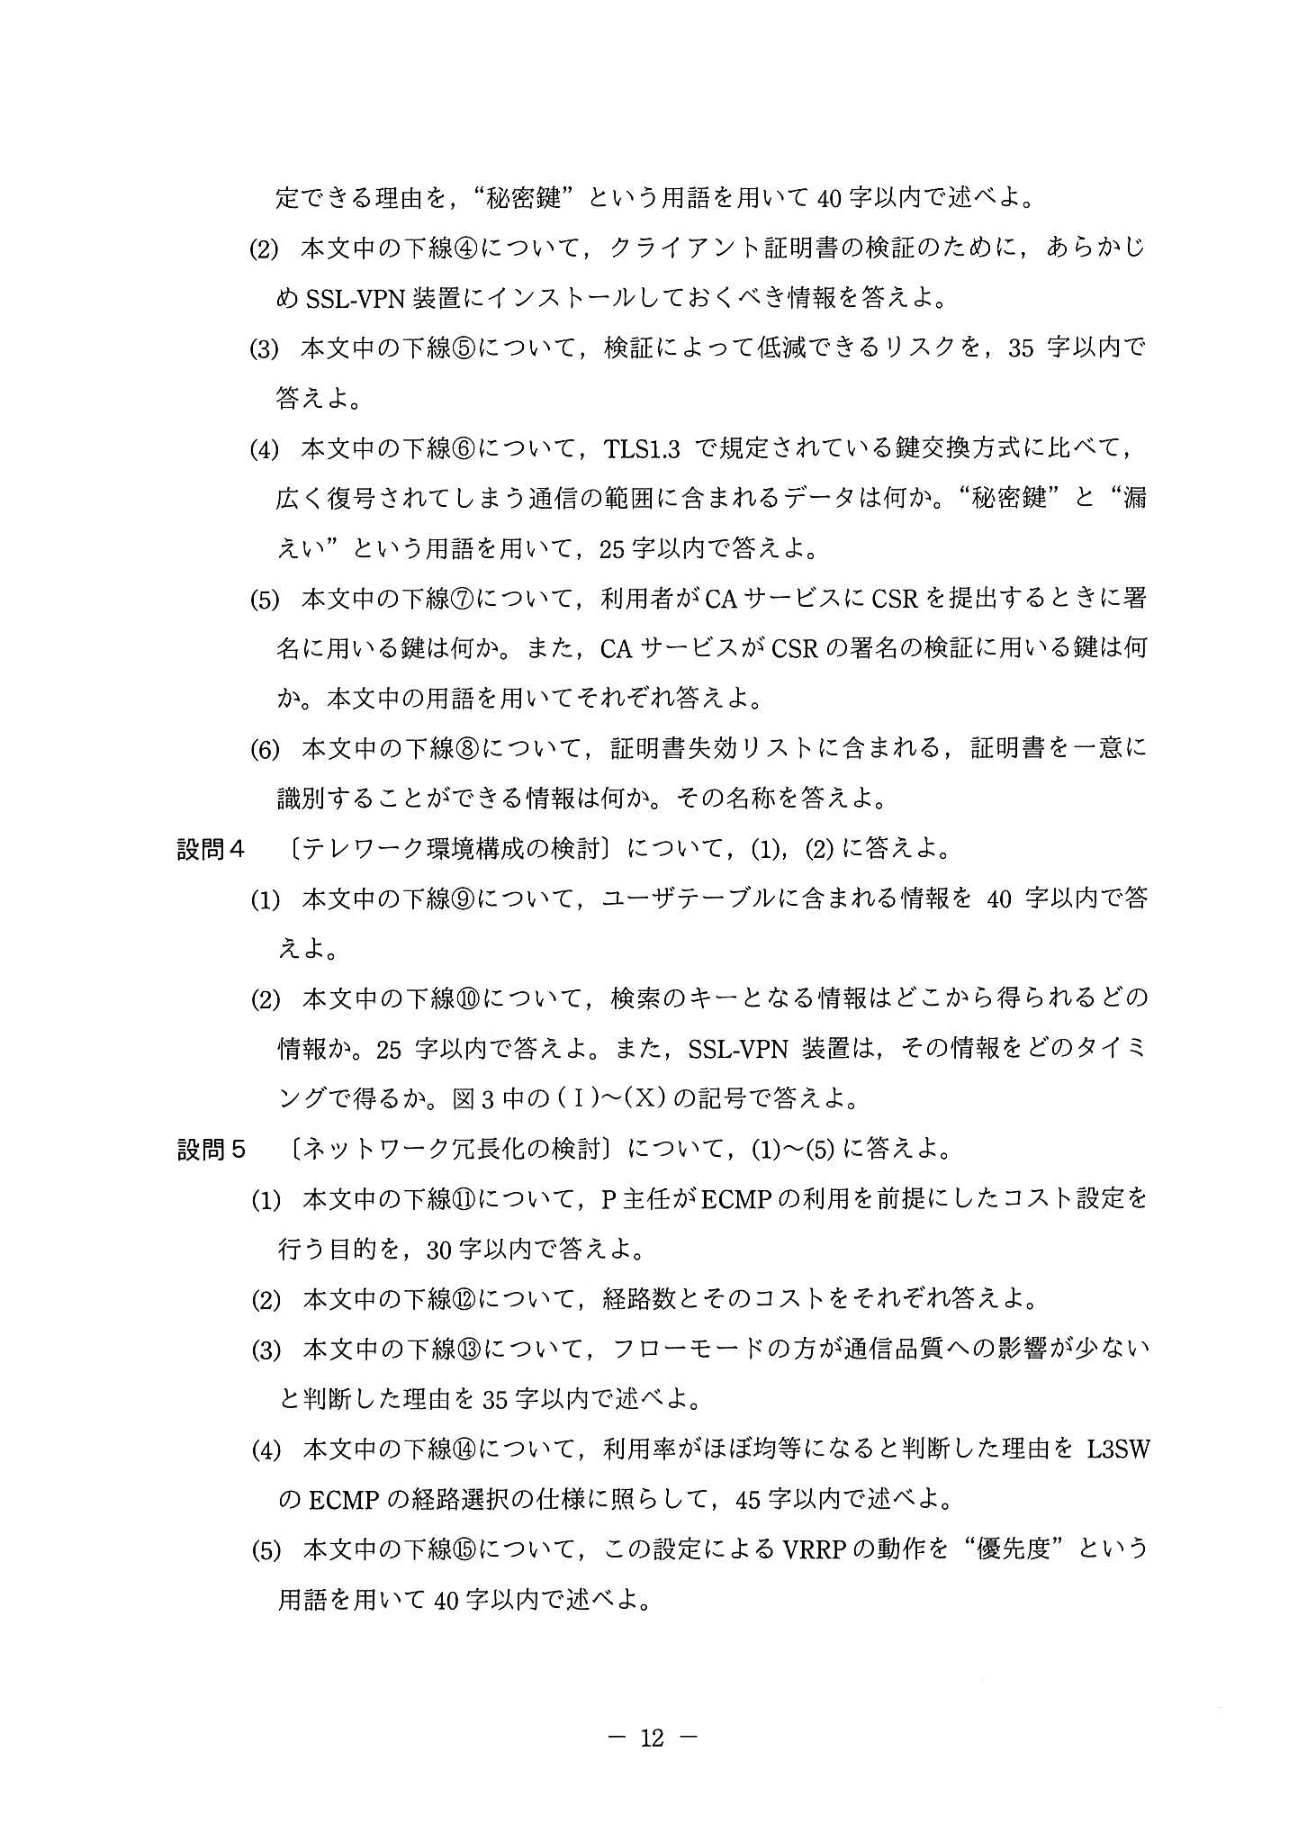 定できる理由を，“秘密鍵”という用語を用いて 40 字以内で述べよ。
(2) 本文中の下線④について，クライアント証明書の検証のために，あらかじ
め SSL-VPN 装置にインストールしておくべき情報を答えよ。
(3) 本文中の下線⑤について，検証によって低減できるリスクを，35 字以内で
答えよ。
(4) 本文中の下線⑥について，TLS1.3 で規定されている鍵交換方式に比べて，
広く復号されてしまう通信の範囲に含まれるデータは何か。“秘密鍵”と“漏
えい”という用語を用いて，25 字以内で答えよ。
(5) 本文中の下線⑦について，利用者が CA サービスに CSR を提出するときに署
名に用いる鍵は何か。また，CA サービスが CSR の署名の検証に用いる鍵は何
か。本文中の用語を用いてそれぞれ答えよ。
(6) 本文中の下線⑧について，証明書失効リストに含まれる，証明書を一意に
識別することができる情報は何か。その名称を答えよ。
設問4 〔テレワーク環境構成の検討〕について，(1)，(2) に答えよ。
(1) 本文中の下線⑨について，ユーザテーブルに含まれる情報を 40 字以内で答
えよ。
(2) 本文中の下線⑩について，検索のキーとなる情報はどこから得られるどの
情報か。25 字以内で答えよ。また，SSL-VPN 装置は，その情報をどのタイミ
ングで得るか。図 3 中の (Ⅰ)～(Ⅹ) の記号で答えよ。
設問5 〔ネットワーク冗長化の検討〕について，(1)～(5) に答えよ。
(1) 本文中の下線⑪について，P 主任が ECMP の利用を前提にしたコスト設定を
行う目的を，30 字以内で答えよ。
(2) 本文中の下線⑫について，経路数とそのコストをそれぞれ答えよ。
(3) 本文中の下線⑬について，フローモードの方が通信品質への影響が少ない
と判断した理由を 35 字以内で述べよ。
(4) 本文中の下線⑭について，利用率がほぼ均等になると判断した理由を L3SW
の ECMP の経路選択の仕様に照らして，45 字以内で述べよ。
(5) 本文中の下線⑮について，この設定による VRRP の動作を“優先度”という
用語を用いて 40 字以内で述べよ。
－ 12 －